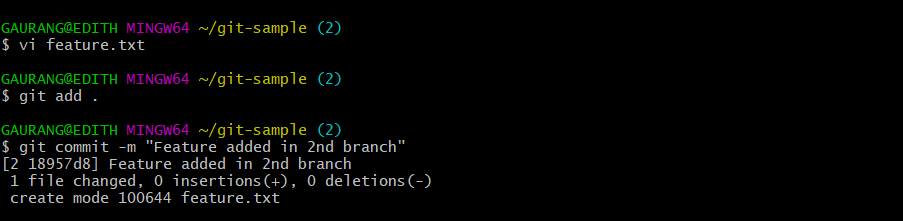 GAURANG@EDITH MINGW64 ~/git-sample (2)
$ vi feature.txt
GAURANG@EDITH MINGW64 ~/git-sample (2)
$ git add .
GAURANG@EDITH MINGW64 ~/git-sample (2)
$ git commit -m "Feature added in 2nd branch"
[2 18957d8] Feature added in 2nd branch
 1 file changed, 0 insertions(+), 0 deletions(-)
 create mode 100644 feature.txt